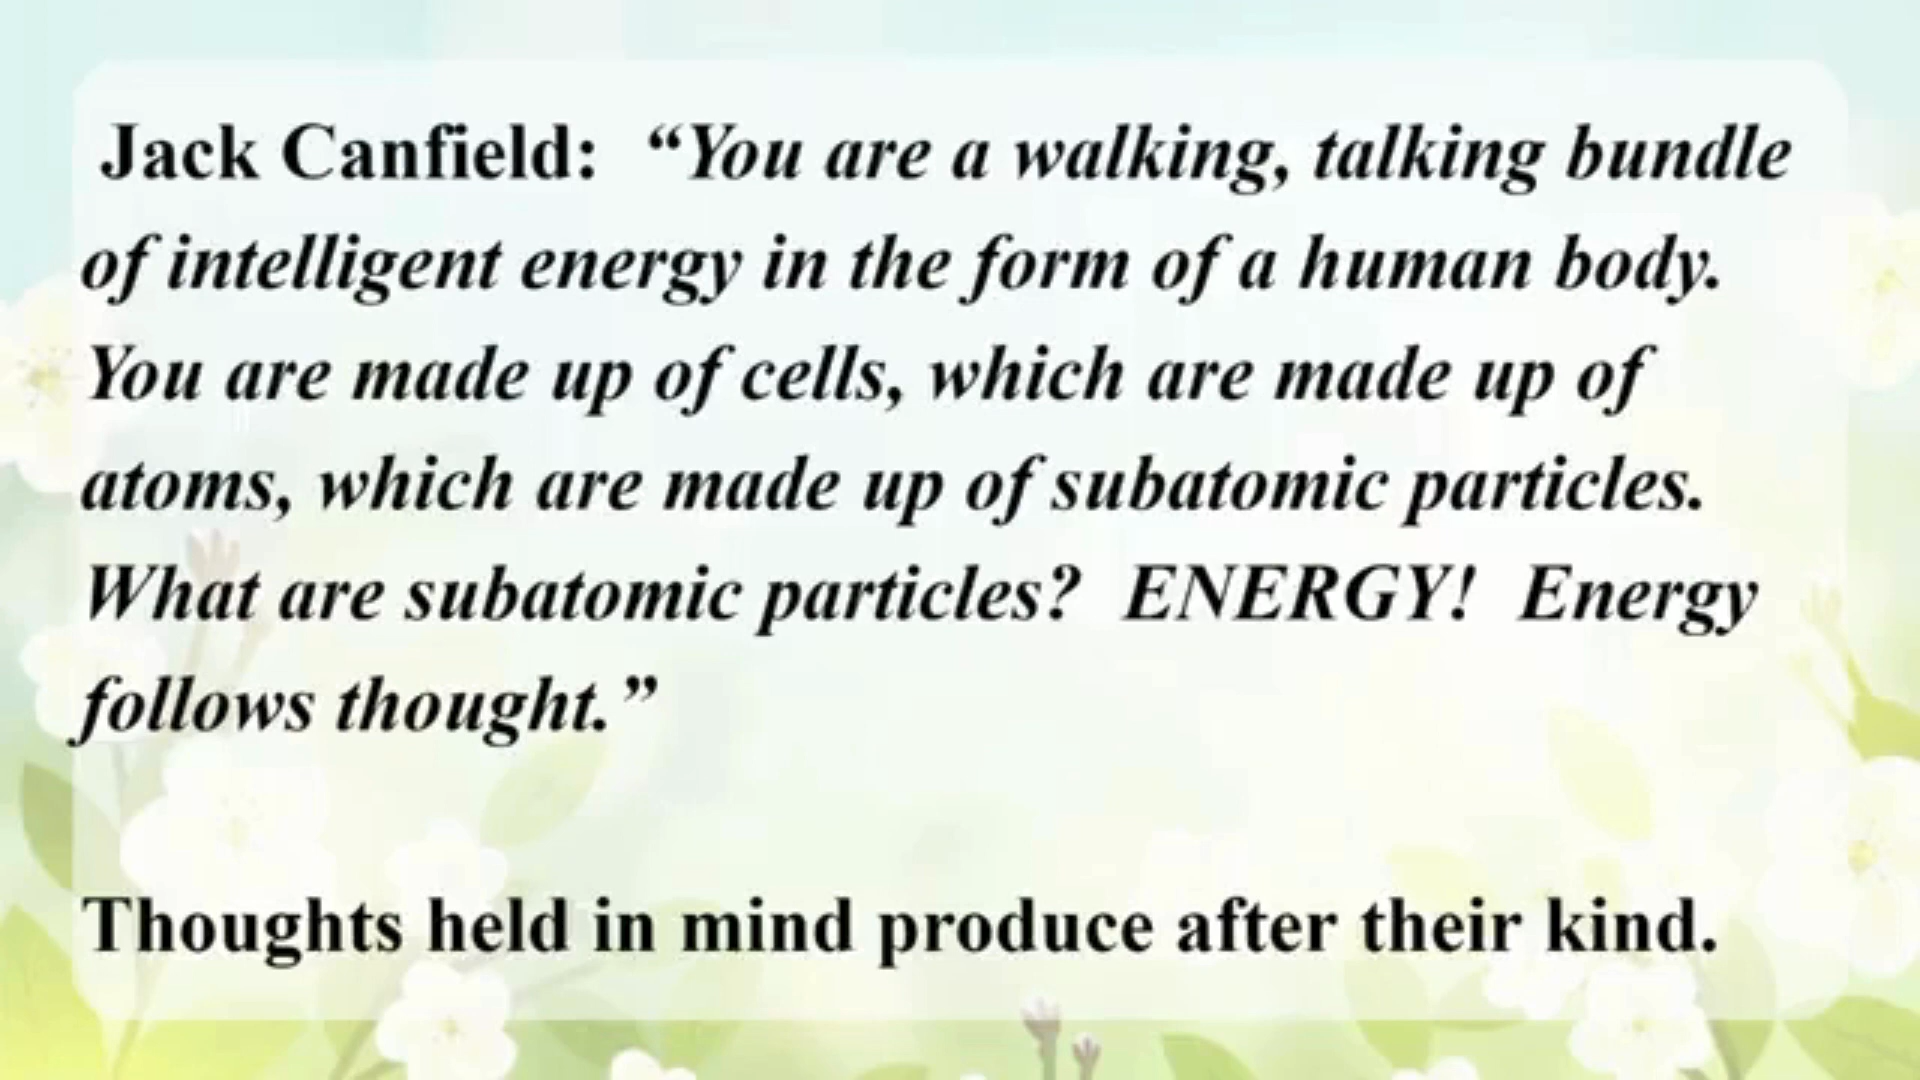 Jack Canfield: “You are a walking, talking bundle
of intelligent energy in the form of a human body.
You are made up of cells, which are made up of
atoms, which are made up of subatomic particles.
What are subatomic particles? ENERGY! Energy
follows thought.”
Thoughts held in mind produce after their kind.